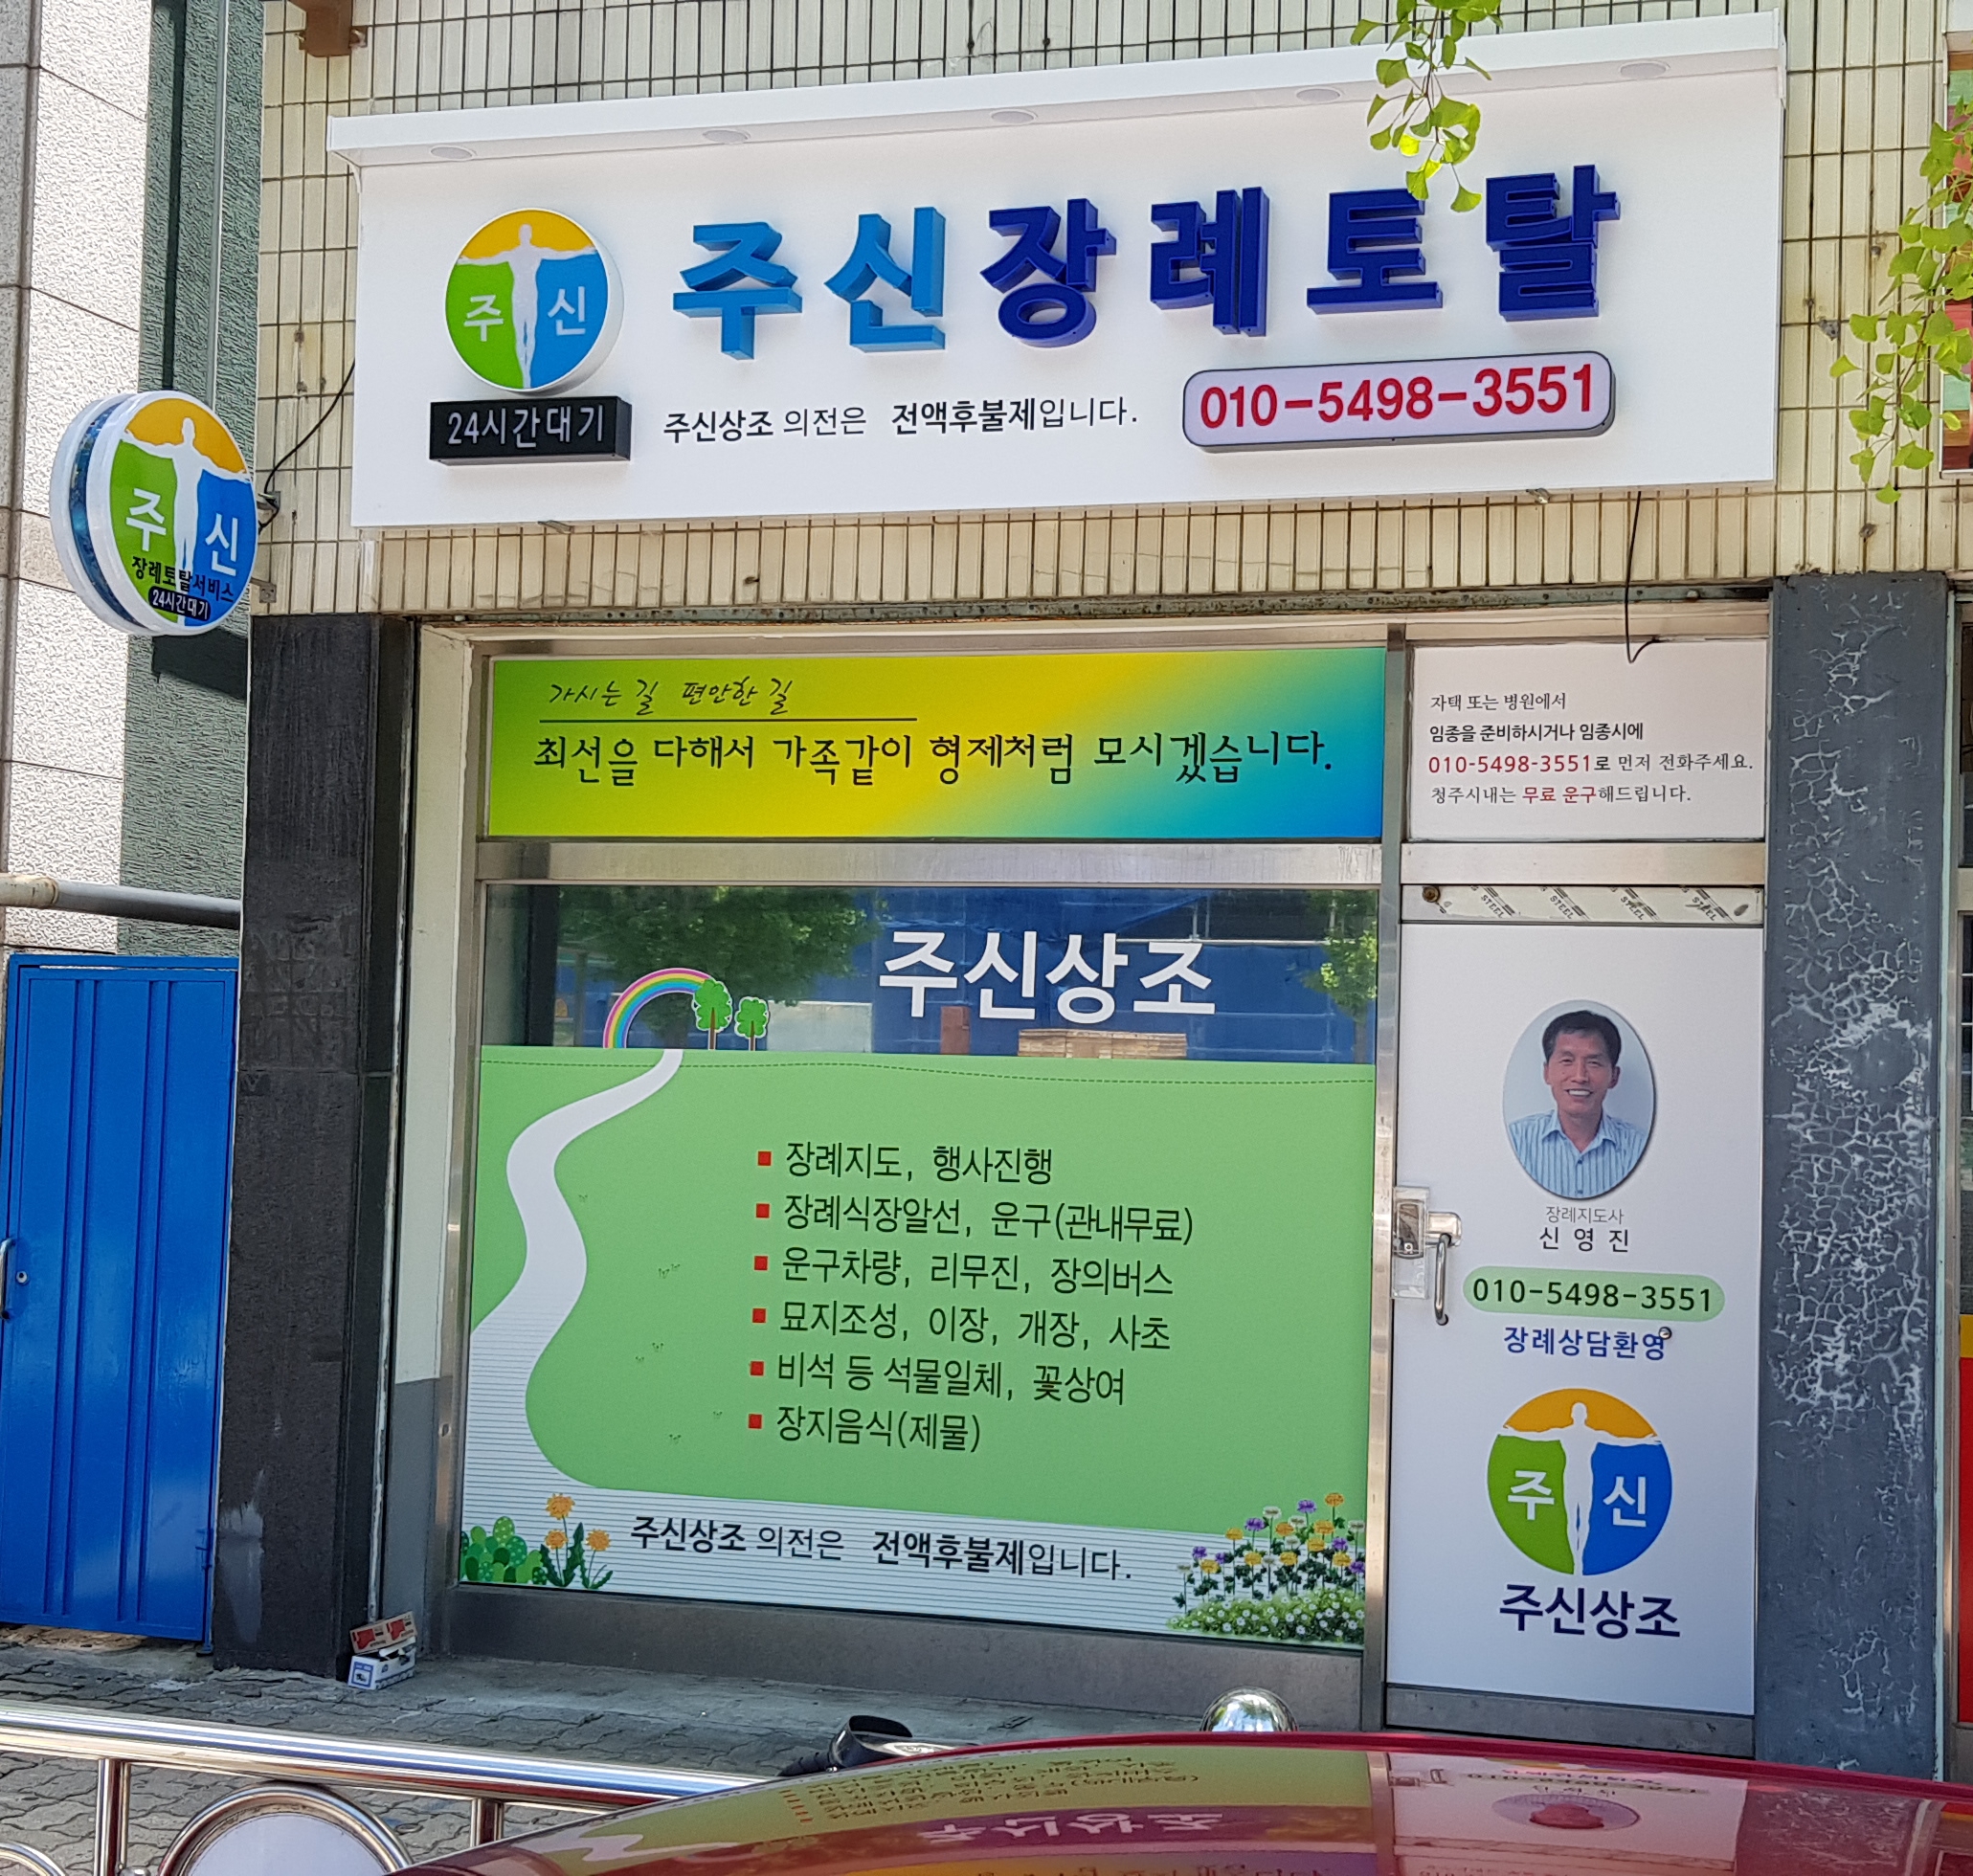 주신장례토탈
주 신
24시간대기
주신상조 의전은 전액후불제입니다.
010-5498-3551
주 신
장례토탈서비스
24시간대기
가시는 길 편안한 길
최선을 다해서 가족같이 형제처럼 모시겠습니다.
자택 또는 병원에서
임종을 준비하시거나 임종시에
010-5498-3551로 먼저 전화주세요.
청주시내는 무료 운구해드립니다.
STEEL STEEL STEEL STEEL
주신상조
장례지도, 행사진행
장례식장알선, 운구(관내무료)
운구차량, 리무진, 장의버스
묘지조성, 이장, 개장, 사초
비석 등 석물일체, 꽃상여
장지음식(제물)
주신상조 의전은 전액후불제입니다.
장례지도사
신 영 진
010-5498-3551
장례상담환영
주 신
주신상조